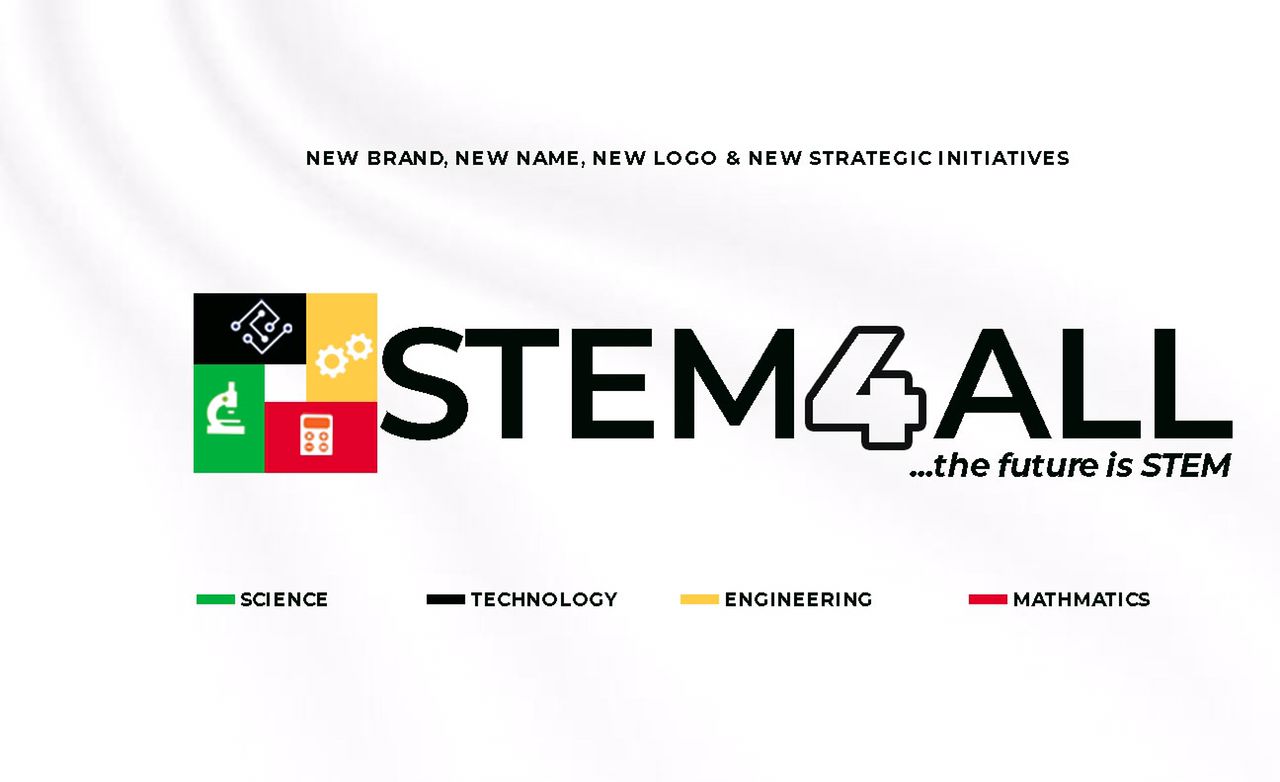 NEW BRAND, NEW NAME, NEW LOGO & NEW STRATEGIC INITIATIVES
STEM4ALL
...the future is STEM
SCIENCE TECHNOLOGY ENGINEERING MATHMATICS